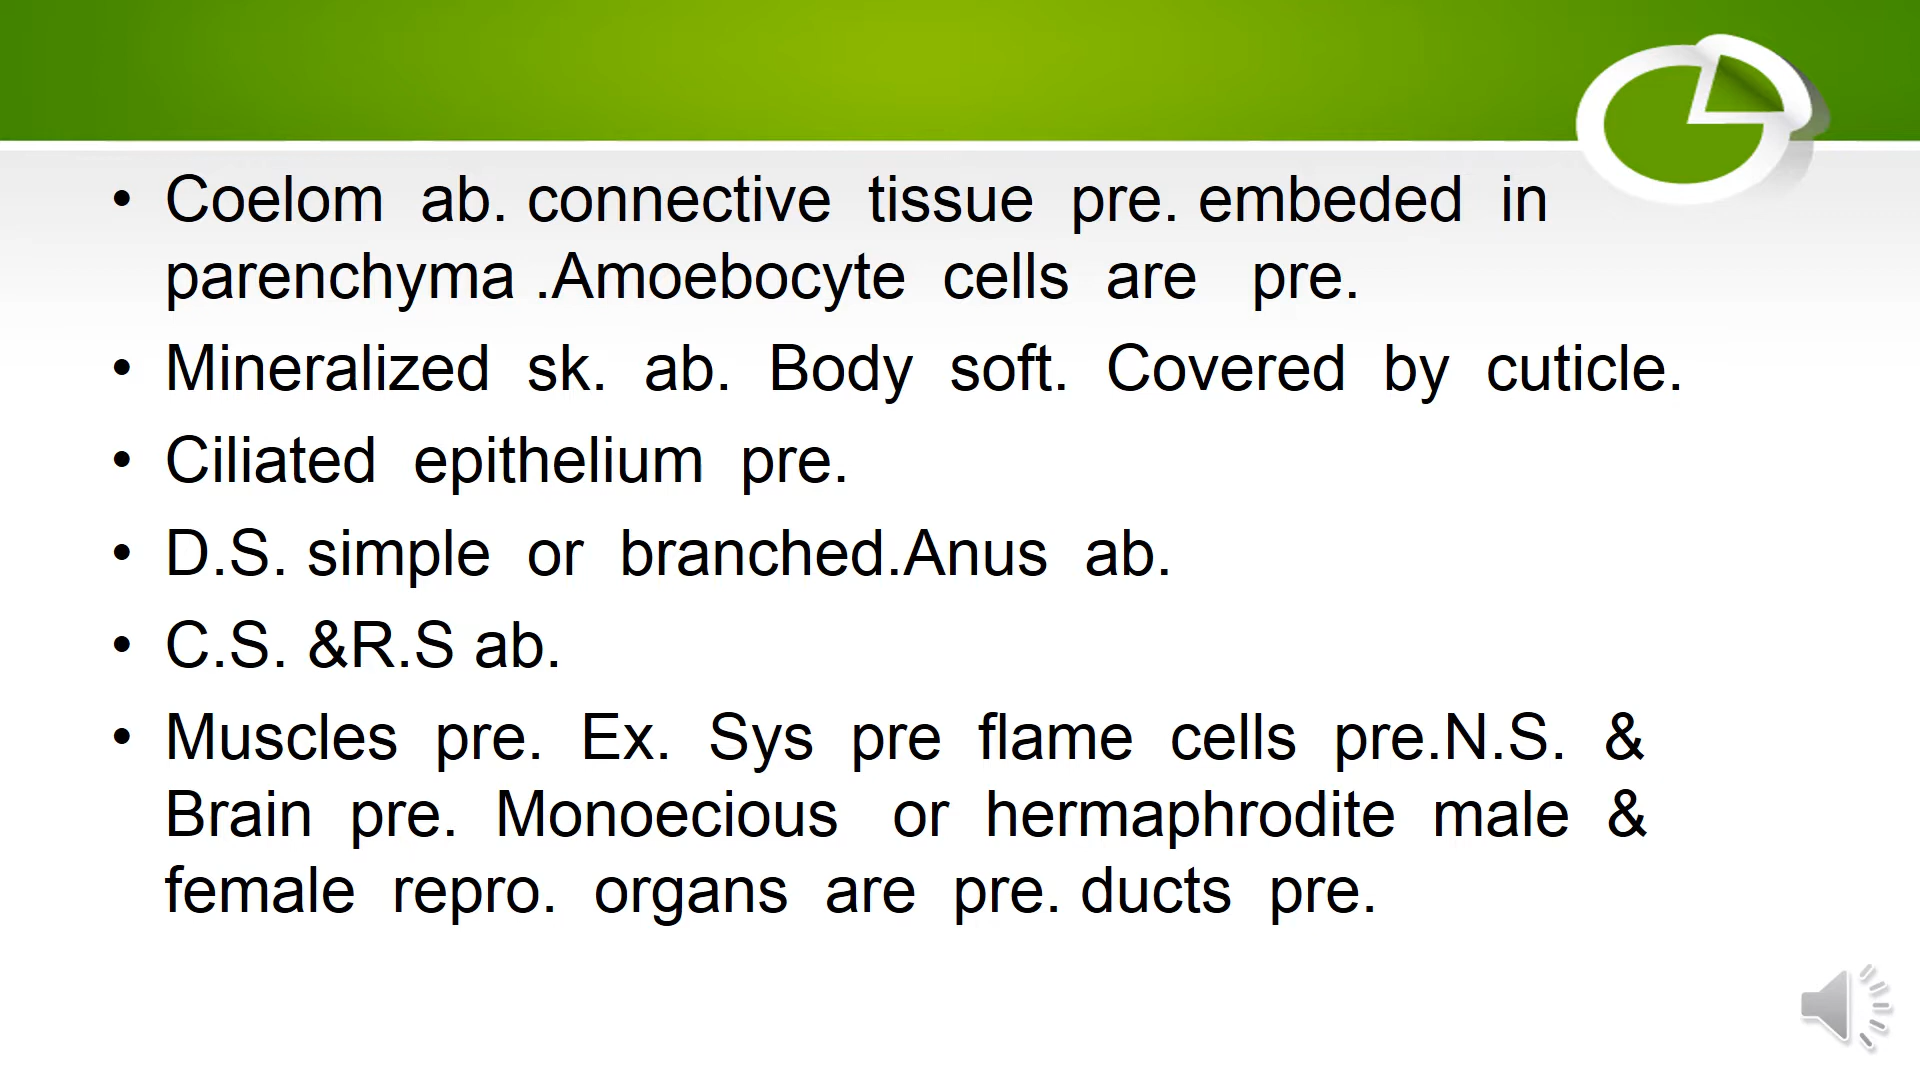 • Coelom ab. connective tissue pre. embeded in
parenchyma .Amoebocyte cells are pre.
• Mineralized sk. ab. Body soft. Covered by cuticle.
• Ciliated epithelium pre.
• D.S. simple or branched.Anus ab.
• C.S. &R.S ab.
• Muscles pre. Ex. Sys pre flame cells pre.N.S. &
Brain pre. Monoecious or hermaphrodite male &
female repro. organs are pre. ducts pre.